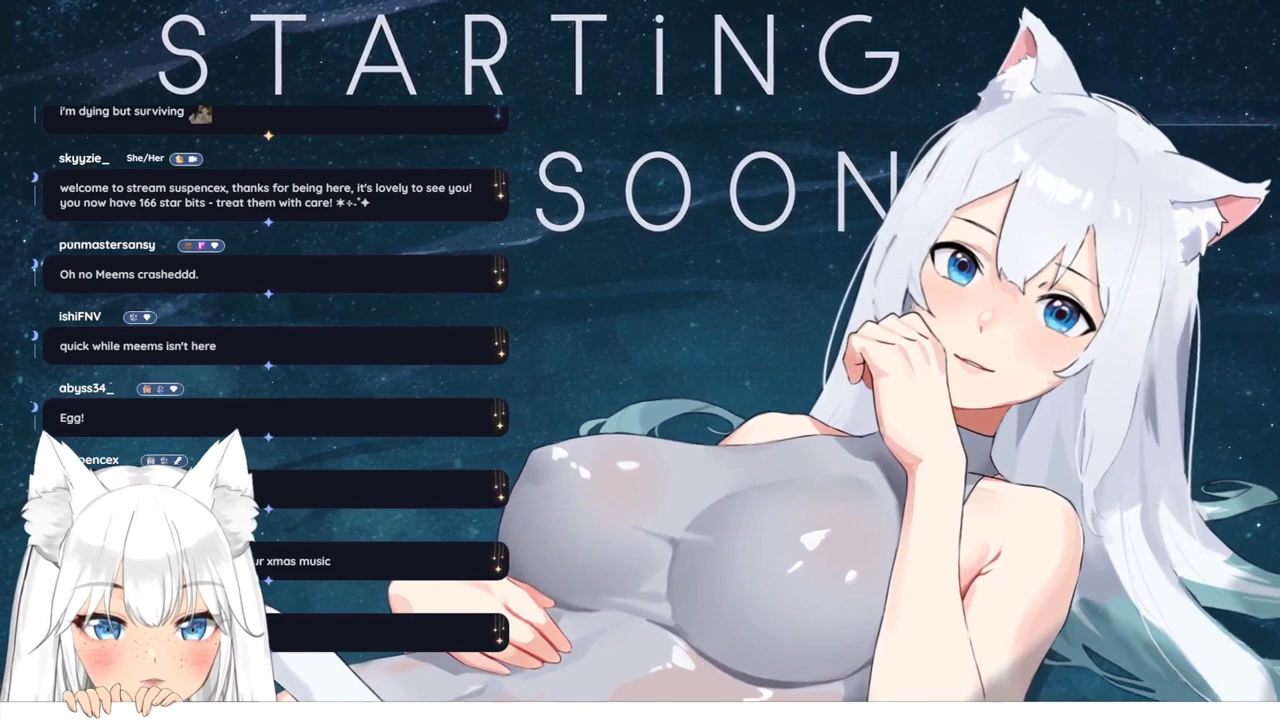 STARTiNG
SOON
i'm dying but surviving
skyyzie_ She/Her
welcome to stream suspencex, thanks for being here, it's lovely to see you!
you now have 166 star bits - treat them with care! ✶⊹₊˚✦
punmastersansy
Oh no Meems crasheddd.
ishiFNV
quick while meems isn't here
abyss34_
Egg!
pencex
ur xmas music